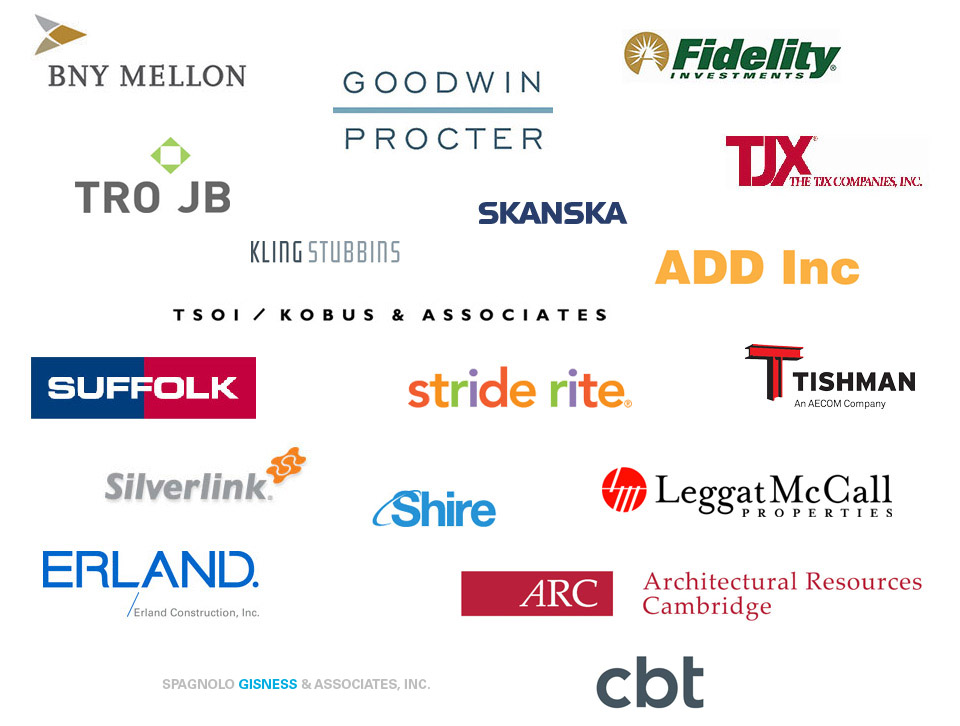 BNY MELLON
GOODWIN
PROCTER
Fidelity
INVESTMENTS®
TRO JB
TJX®
THE TJX COMPANIES, INC.
SKANSKA
KLINGSTUBBINS
ADD Inc
TSOI / KOBUS & ASSOCIATES
SUFFOLK
stride rite®
TISHMAN
An AECOM Company
Silverlink®
Shire
Leggat McCall
PROPERTIES
ERLAND.
Erland Construction, Inc.
ARC
Architectural Resources
Cambridge
SPAGNOLO GISNESS & ASSOCIATES, INC.
cbt